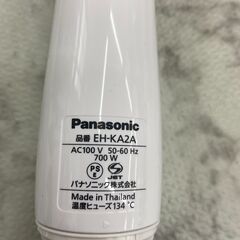 Panasonic
品番 EH-KA2A
AC100 V 50-60 Hz
700 W
PS
E JET
パナソニック株式会社
Made in Thailand
温度ヒューズ 134 ℃